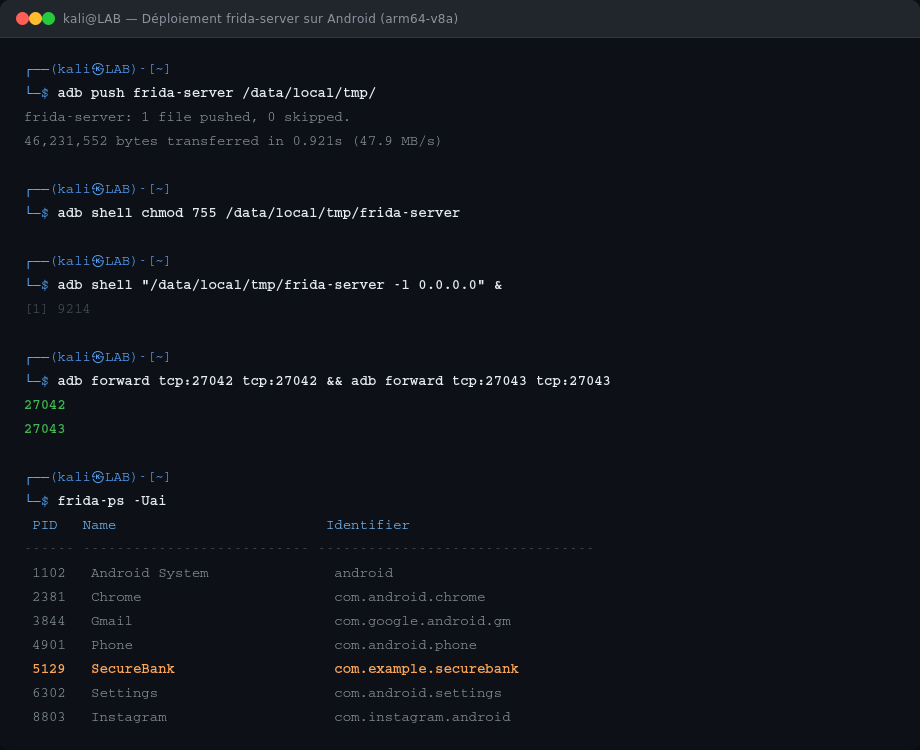 kali@LAB — Déploiement frida-server sur Android (arm64-v8a)
┌──(kali㉿LAB)-[~]
└─$ adb push frida-server /data/local/tmp/
frida-server: 1 file pushed, 0 skipped.
46,231,552 bytes transferred in 0.921s (47.9 MB/s)
┌──(kali㉿LAB)-[~]
└─$ adb shell chmod 755 /data/local/tmp/frida-server
┌──(kali㉿LAB)-[~]
└─$ adb shell "/data/local/tmp/frida-server -l 0.0.0.0" &
[1] 9214
┌──(kali㉿LAB)-[~]
└─$ adb forward tcp:27042 tcp:27042 && adb forward tcp:27043 tcp:27043
27042
27043
┌──(kali㉿LAB)-[~]
└─$ frida-ps -Uai
PID   Name                         Identifier
------ --------------------------- ---------------------------------
1102   Android System               android
2381   Chrome                       com.android.chrome
3844   Gmail                        com.google.android.gm
4901   Phone                        com.android.phone
5129   SecureBank                   com.example.securebank
6302   Settings                     com.android.settings
8803   Instagram                    com.instagram.android